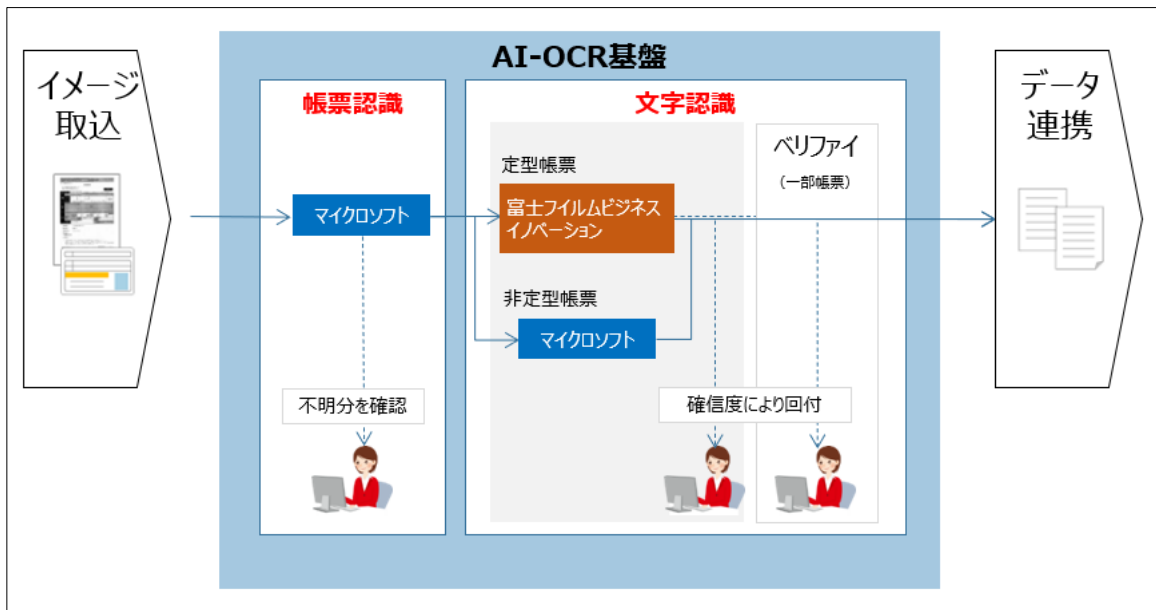 イメージ
取込
AI-OCR基盤
帳票認識
マイクロソフト
不明分を確認
文字認識
定型帳票
富士フイルムビジネス
イノベーション
非定型帳票
マイクロソフト
ベリファイ
（一部帳票）
確信度により回付
データ
連携